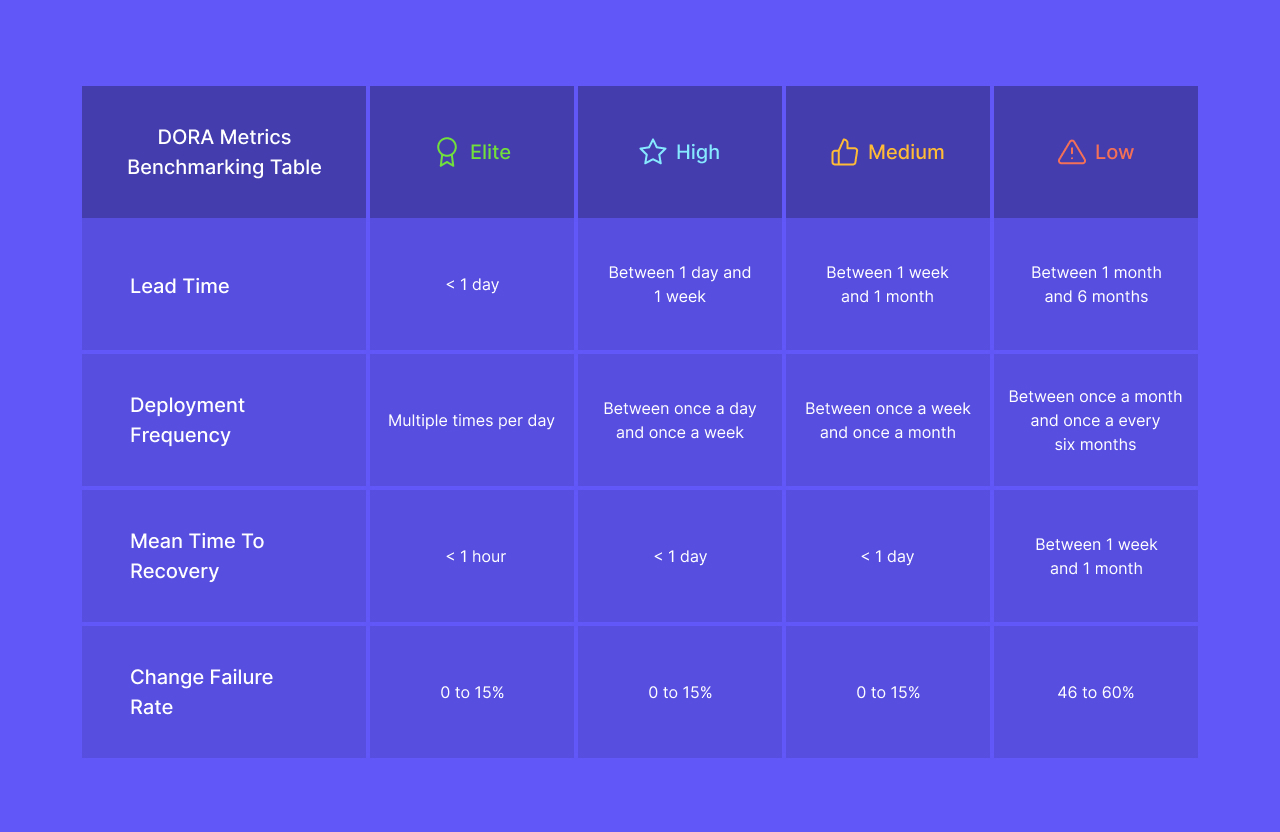 DORA Metrics
Benchmarking Table
Elite
High
Medium
Low
Lead Time
< 1 day
Between 1 day and
1 week
Between 1 week
and 1 month
Between 1 month
and 6 months
Deployment
Frequency
Multiple times per day
Between once a day
and once a week
Between once a week
and once a month
Between once a month
and once a every
six months
Mean Time To
Recovery
< 1 hour
< 1 day
< 1 day
Between 1 week
and 1 month
Change Failure
Rate
0 to 15%
0 to 15%
0 to 15%
46 to 60%